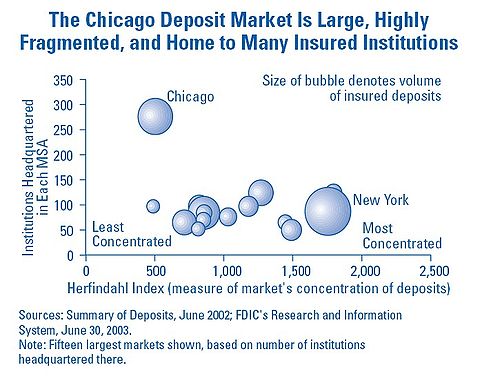 The Chicago Deposit Market Is Large, Highly
Fragmented, and Home to Many Insured Institutions
Size of bubble denotes volume
of insured deposits
Institutions Headquartered
in Each MSA
350
300
250
200
150
100
50
0
Chicago
New York
Least
Concentrated
Most
Concentrated
0 500 1,000 1,500 2,000 2,500
Herfindahl Index (measure of market's concentration of deposits)
Sources: Summary of Deposits, June 2002; FDIC's Research and Information
System, June 30, 2003.
Note: Fifteen largest markets shown, based on number of institutions
headquartered there.